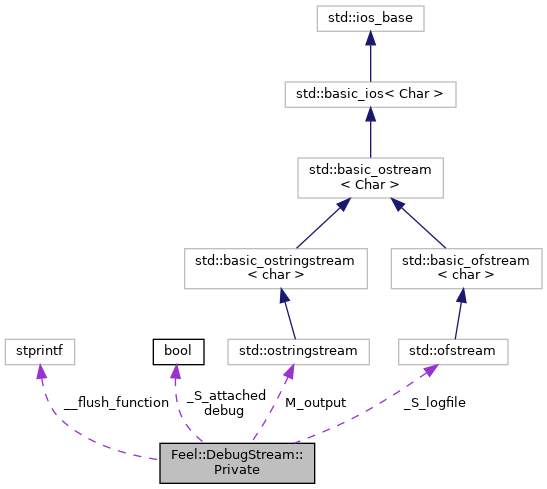 std::ios_base
std::basic_ios< Char >
std::basic_ostream
< Char >
std::basic_ostringstream
< char >
std::basic_ofstream
< char >
stprintf
bool
std::ostringstream
std::ofstream
__flush_function
_S_attached
debug
M_output
_S_logfile
Feel::DebugStream::
Private